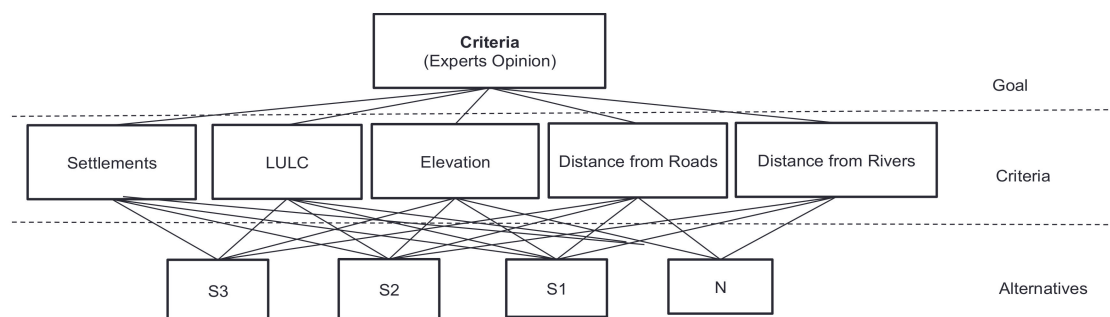 Criteria
(Experts Opinion)
Goal
Settlements
LULC
Elevation
Distance from Roads
Distance from Rivers
Criteria
S3
S2
S1
N
Alternatives